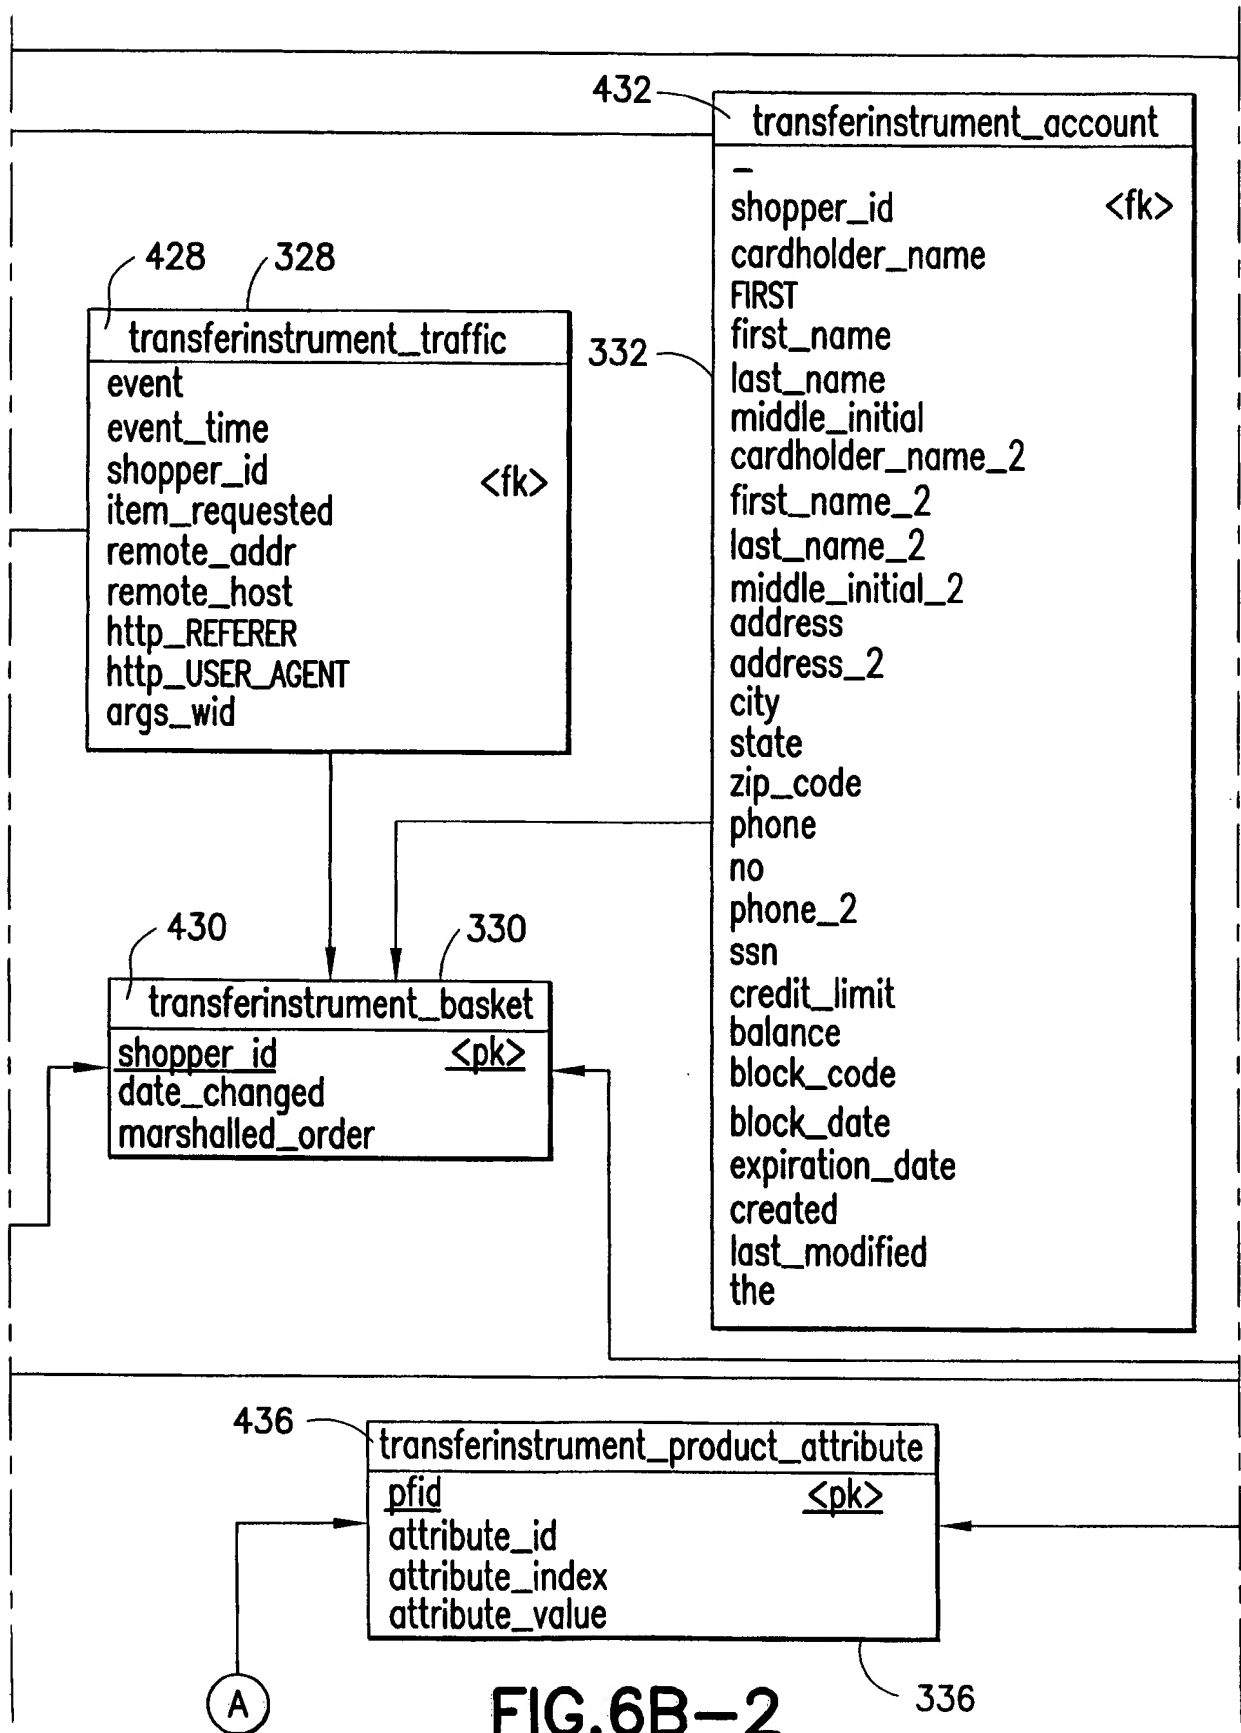 432
transferinstrument_account
_
shopper_id <fk>
cardholder_name
FIRST
first_name
332
last_name
middle_initial
cardholder_name_2
first_name_2
last_name_2
middle_initial_2
address
address_2
city
state
zip_code
phone
no
phone_2
ssn
credit_limit
balance
block_code
block_date
expiration_date
created
last_modified
the
428 328
transferinstrument_traffic
event
event_time
shopper_id <fk>
item_requested
remote_addr
remote_host
http_REFERER
http_USER_AGENT
args_wid
430 330
transferinstrument_basket
shopper_id <pk>
date_changed
marshalled_order
436
transferinstrument_product_attribute
pfid <pk>
attribute_id
attribute_index
attribute_value
336
A
FIG.6B-2